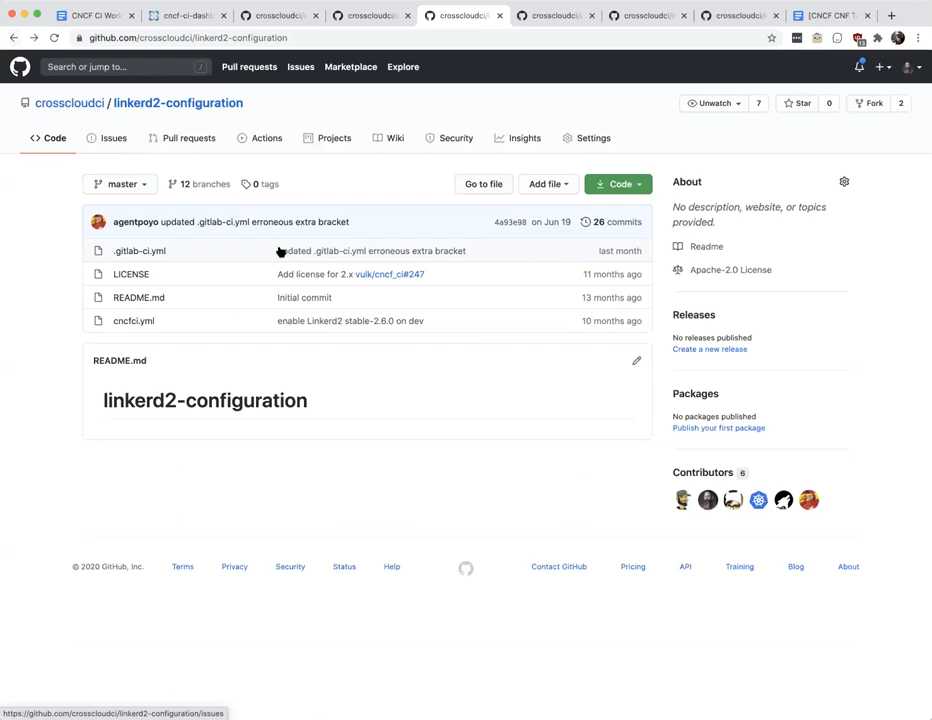 CNCF CI Work
cncf-ci-dash
crosscloudci/
crosscloudci/
crosscloudci/
crosscloudci/
crosscloudci/
crosscloudci/
[CNCF CNF T
github.com/crosscloudci/linkerd2-configuration
Search or jump to... /
Pull requests Issues Marketplace Explore
crosscloudci / linkerd2-configuration
Unwatch 7 Star 0 Fork 2
Code Issues Pull requests Actions Projects Wiki Security Insights Settings
master 12 branches 0 tags Go to file Add file Code
agentpoyo updated .gitlab-ci.yml erroneous extra bracket 4a93e98 on Jun 19 26 commits
.gitlab-ci.yml updated .gitlab-ci.yml erroneous extra bracket last month
LICENSE Add license for 2.x vulk/cncf_ci#247 11 months ago
README.md Initial commit 13 months ago
cncfci.yml enable Linkerd2 stable-2.6.0 on dev 10 months ago
README.md
linkerd2-configuration
About
No description, website, or topics
provided.
Readme
Apache-2.0 License
Releases
No releases published
Create a new release
Packages
No packages published
Publish your first package
Contributors 6
© 2020 GitHub, Inc. Terms Privacy Security Status Help Contact GitHub Pricing API Training Blog About
https://github.com/crosscloudci/linkerd2-configuration/issues